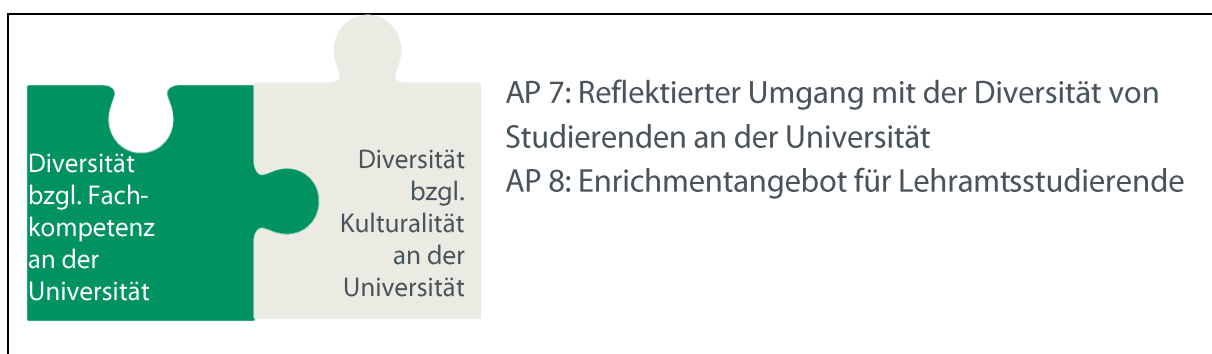 Diversität
bzgl. Fach-
kompetenz
an der
Universität
Diversität
bzgl.
Kulturalität
an der
Universität
AP 7: Reflektierter Umgang mit der Diversität von
Studierenden an der Universität
AP 8: Enrichmentangebot für Lehramtsstudierende